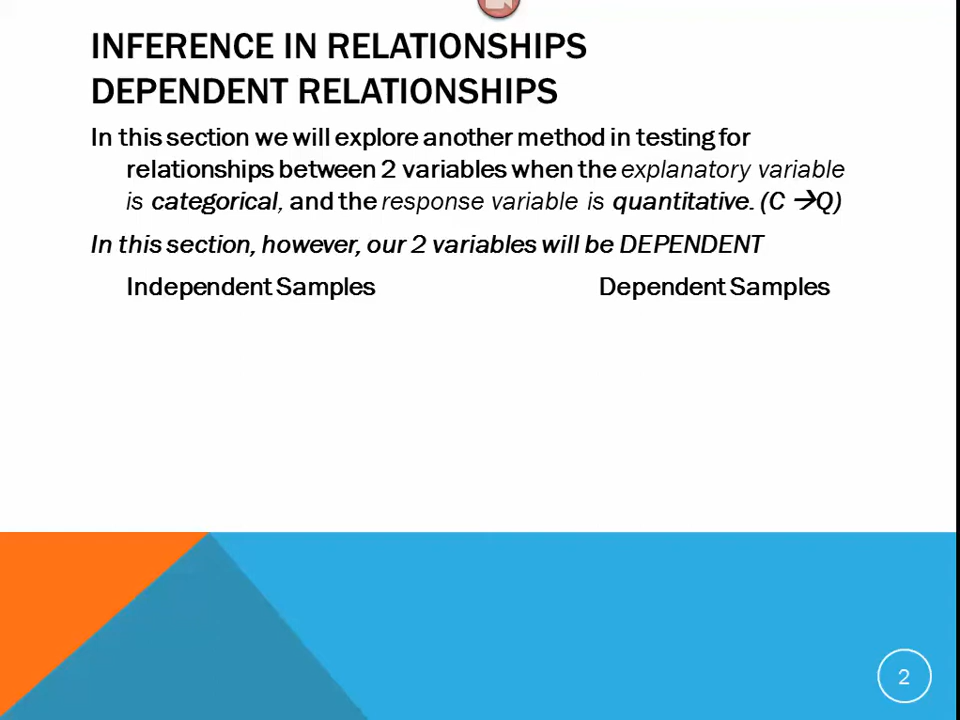 INFERENCE IN RELATIONSHIPS
DEPENDENT RELATIONSHIPS
In this section we will explore another method in testing for
relationships between 2 variables when the explanatory variable
is categorical, and the response variable is quantitative. (C →Q)
In this section, however, our 2 variables will be DEPENDENT
Independent Samples Dependent Samples
2